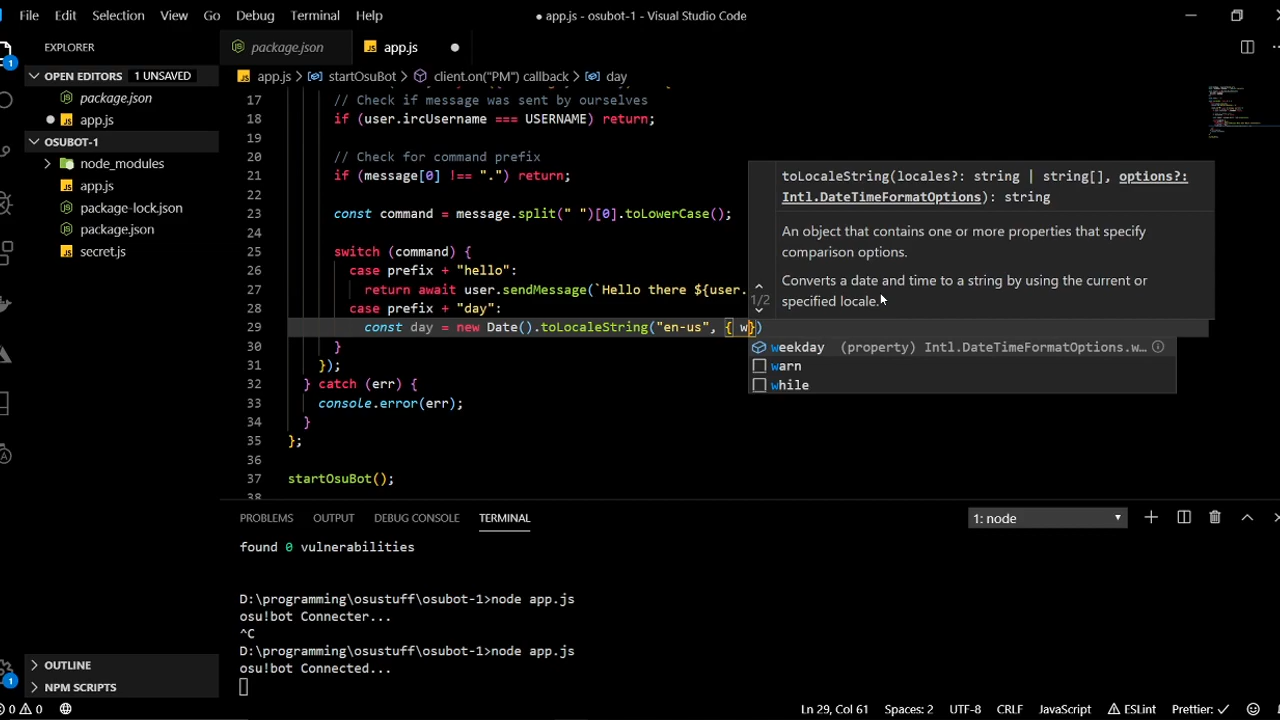 File Edit Selection View Go Debug Terminal Help
● app.js - osubot-1 - Visual Studio Code
EXPLORER
OPEN EDITORS 1 UNSAVED
package.json
app.js
OSUBOT-1
node_modules
app.js
package-lock.json
package.json
secret.js
OUTLINE
NPM SCRIPTS
1
1
package.json
JS app.js
JS app.js > startOsuBot > client.on("PM") callback > day
17 // Check if message was sent by ourselves
18 if (user.ircUsername === USERNAME) return;
19
20 // Check for command prefix
21 if (message[0] !== ".") return;
22
23 const command = message.split(" ")[0].toLowerCase();
24
25 switch (command) {
26 case prefix + "hello":
27 return await user.sendMessage(`Hello there ${user.
28 case prefix + "day":
29 const day = new Date().toLocaleString("en-us", { w})
30 }
31 });
32 } catch (err) {
33 console.error(err);
34 }
35 };
36
37 startOsuBot();
38
toLocaleString(locales?: string | string[], options?:
Intl.DateTimeFormatOptions): string
An object that contains one or more properties that specify
comparison options.
Converts a date and time to a string by using the current or
specified locale.
1/2
weekday (property) Intl.DateTimeFormatOptions.w…
warn
while
PROBLEMS OUTPUT DEBUG CONSOLE TERMINAL
1: node
found 0 vulnerabilities
D:\programming\osustuff\osubot-1>node app.js
osu!bot Connecter...
^C
D:\programming\osustuff\osubot-1>node app.js
osu!bot Connected...
0 0 Ln 29, Col 61 Spaces: 2 UTF-8 CRLF JavaScript ESLint Prettier: ✓